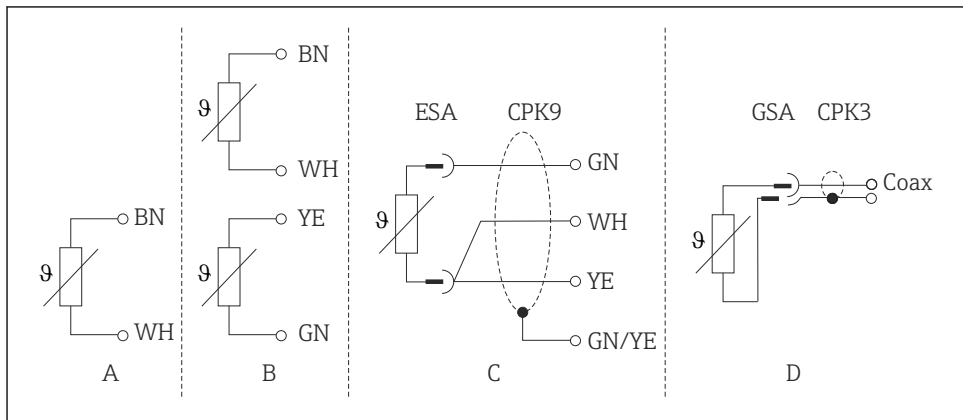 BN
ϑ
WH
A
BN
ϑ
WH
YE
ϑ
GN
B
ESA CPK9
GN
ϑ
WH
YE
GN/YE
C
GSA CPK3
Coax
ϑ
D